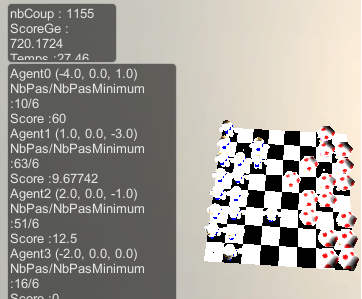 nbCoup : 1155
ScoreGe :
720.1724
Temps :27.46
Agent0 (-4.0, 0.0, 1.0)
NbPas/NbPasMinimum
:10/6
Score :60
Agent1 (1.0, 0.0, -3.0)
NbPas/NbPasMinimum
:63/6
Score :9.67742
Agent2 (2.0, 0.0, -1.0)
NbPas/NbPasMinimum
:51/6
Score :12.5
Agent3 (-2.0, 0.0, 0.0)
NbPas/NbPasMinimum
:16/6
Score :0